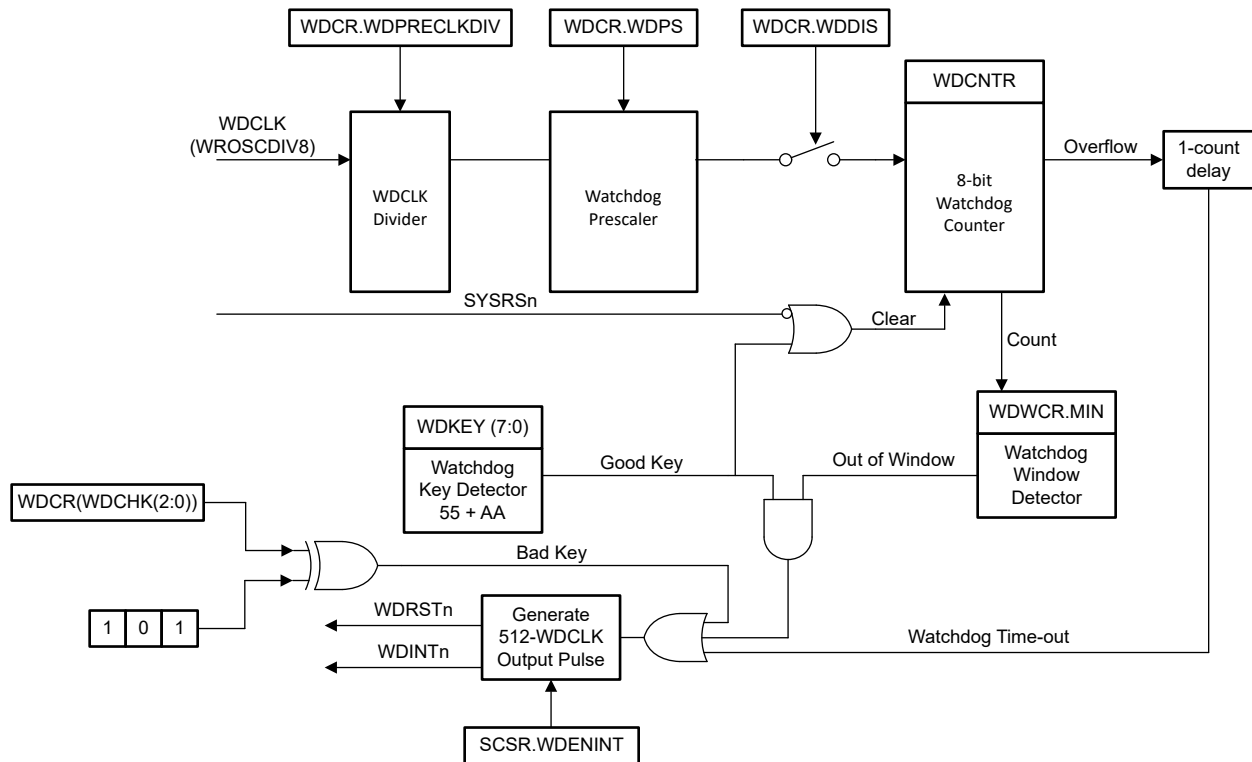 WDCR.WDPRECLKDIV
WDCR.WDPS
WDCR.WDDIS
WDCNTR
WDCLK
(WROSCDIV8)
WDCLK
Divider
Watchdog
Prescaler
8-bit
Watchdog
Counter
Overflow
1-count
delay
SYSRSn
Clear
Count
WDKEY (7:0)
Watchdog
Key Detector
55 + AA
Good Key
Out of Window
WDWCR.MIN
Watchdog
Window
Detector
WDCR(WDCHK(2:0))
Bad Key
1 0 1
WDRSTn
WDINTn
Generate
512-WDCLK
Output Pulse
Watchdog Time-out
SCSR.WDENINT